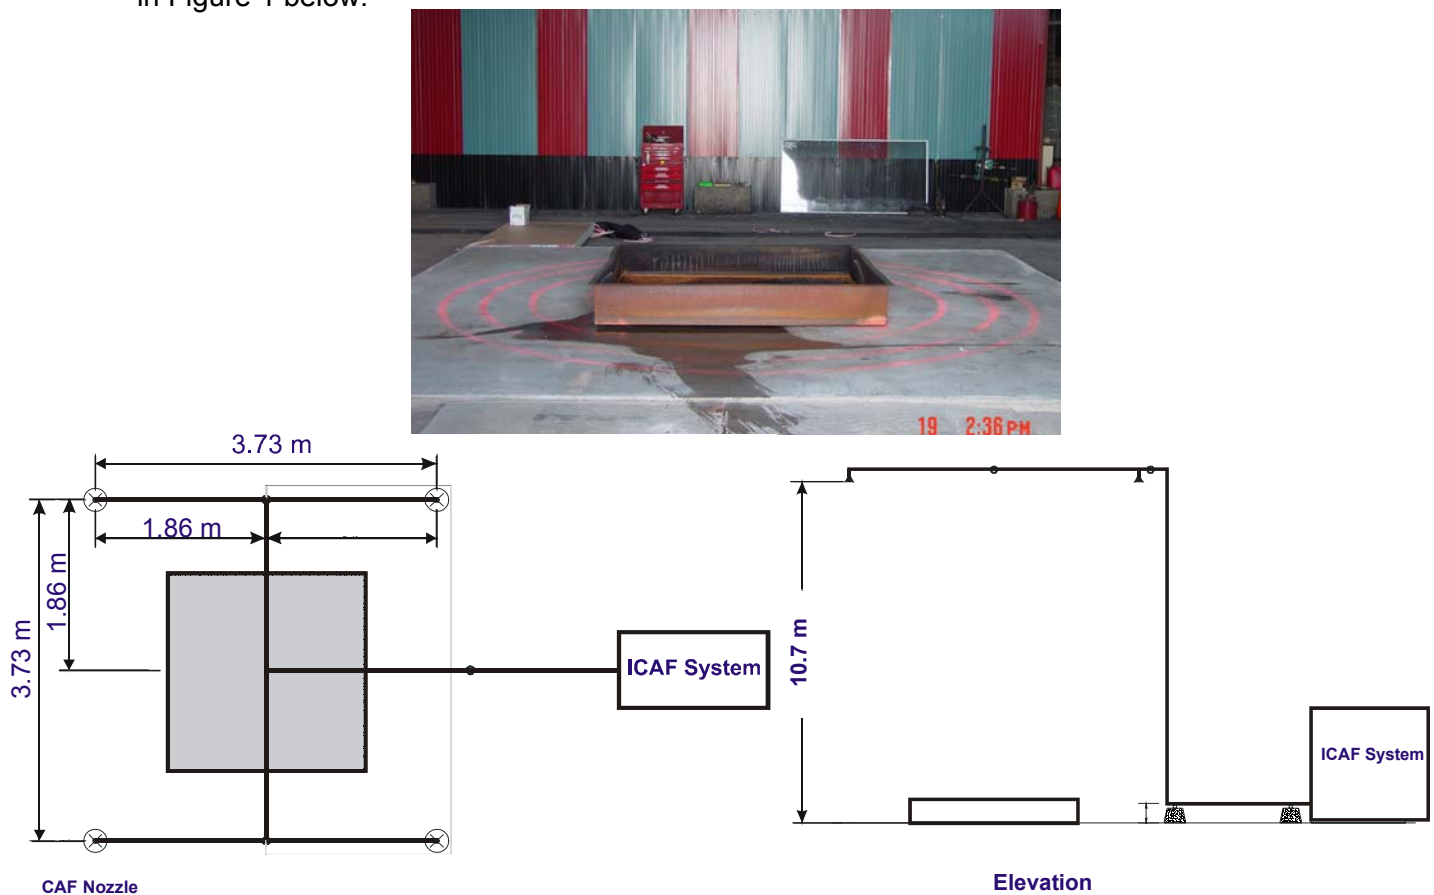 in Figure 1 below.
19 2:36 PM
3.73 m
1.86 m
1.86 m
3.73 m
ICAF System
CAF Nozzle
10.7 m
ICAF System
Elevation